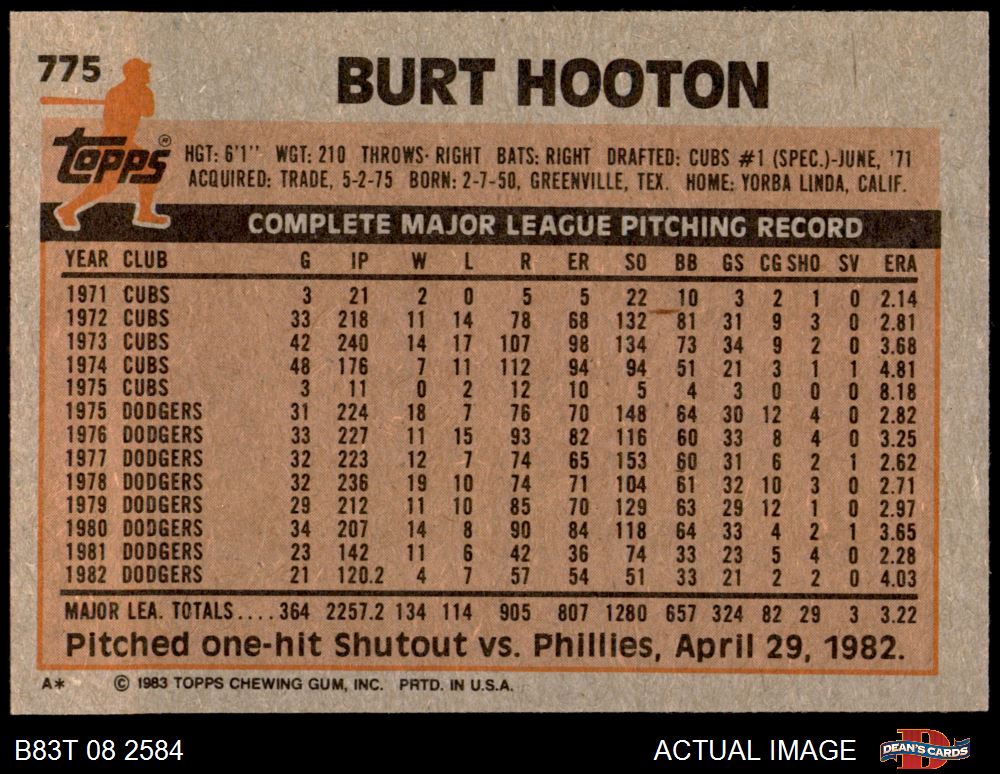 775
BURT HOOTON
Topps®
HGT: 6'1" WGT: 210 THROWS· RIGHT BATS: RIGHT DRAFTED: CUBS #1 (SPEC.)-JUNE, '71
ACQUIRED: TRADE, 5-2-75 BORN: 2-7-50, GREENVILLE, TEX. HOME: YORBA LINDA, CALIF.
COMPLETE MAJOR LEAGUE PITCHING RECORD
YEAR CLUB G IP W L R ER SO BB GS CG SHO SV ERA
1971 CUBS 3 21 2 0 5 5 22 10 3 2 1 0 2.14
1972 CUBS 33 218 11 14 78 68 132 81 31 9 3 0 2.81
1973 CUBS 42 240 14 17 107 98 134 73 34 9 2 0 3.68
1974 CUBS 48 176 7 11 112 94 94 51 21 3 1 1 4.81
1975 CUBS 3 11 0 2 12 10 5 4 3 0 0 0 8.18
1975 DODGERS 31 224 18 7 76 70 148 64 30 12 4 0 2.82
1976 DODGERS 33 227 11 15 93 82 116 60 33 8 4 0 3.25
1977 DODGERS 32 223 12 7 74 65 153 60 31 6 2 1 2.62
1978 DODGERS 32 236 19 10 74 71 104 61 32 10 3 0 2.71
1979 DODGERS 29 212 11 10 85 70 129 63 29 12 1 0 2.97
1980 DODGERS 34 207 14 8 90 84 118 64 33 4 2 1 3.65
1981 DODGERS 23 142 11 6 42 36 74 33 23 5 4 0 2.28
1982 DODGERS 21 120.2 4 7 57 54 51 33 21 2 2 0 4.03
MAJOR LEA. TOTALS....364 2257.2 134 114 905 807 1280 657 324 82 29 3 3.22
Pitched one-hit Shutout vs. Phillies, April 29, 1982.
A* © 1983 TOPPS CHEWING GUM, INC. PRTD. IN U.S.A.
B83T 08 2584 ACTUAL IMAGE DEAN'S CARDS